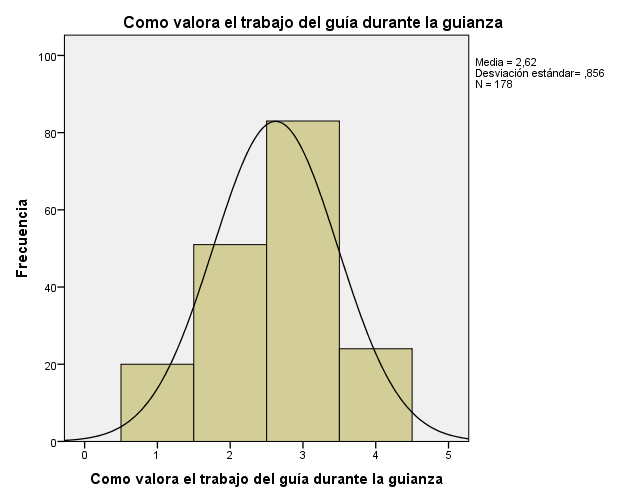 Como valora el trabajo del guía durante la guianza
Media = 2,62
Desviación estándar= ,856
N = 178
Frecuencia
100
80
60
40
20
0
0 1 2 3 4 5
Como valora el trabajo del guía durante la guianza